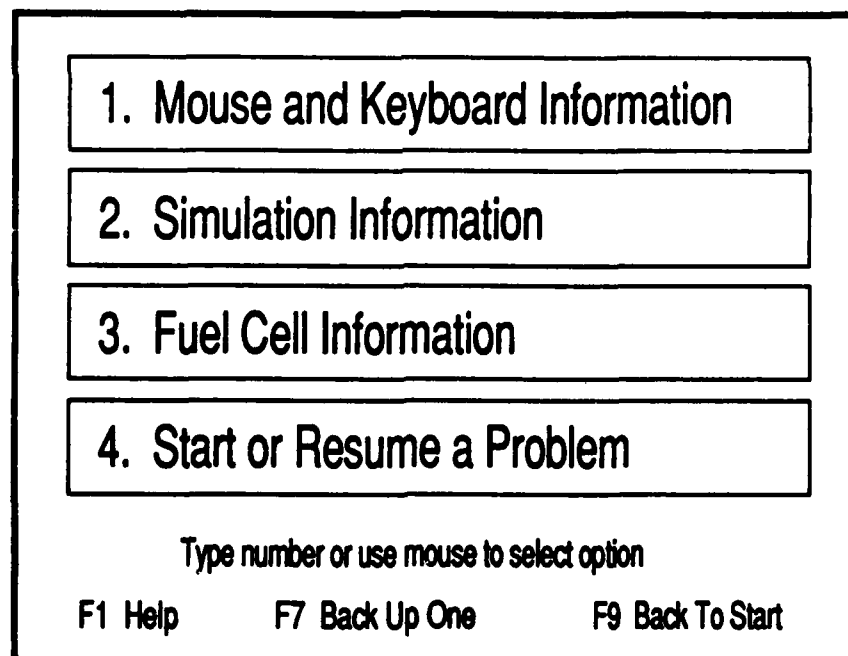 1. Mouse and Keyboard Information
2. Simulation Information
3. Fuel Cell Information
4. Start or Resume a Problem
Type number or use mouse to select option
F1 Help F7 Back Up One F9 Back To Start